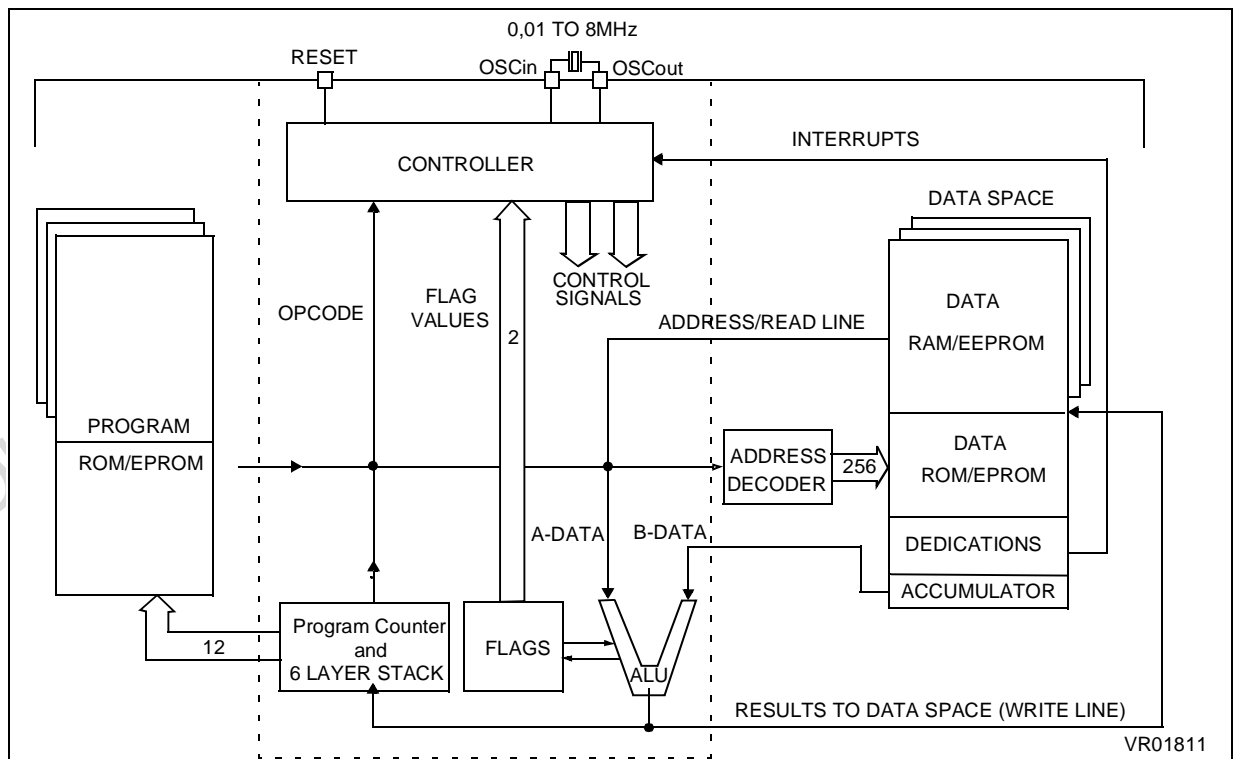 0,01 TO 8MHz
RESET
OSCin
OSCout
INTERRUPTS
CONTROLLER
DATA SPACE
OPCODE
FLAG
VALUES
2
CONTROL
SIGNALS
ADDRESS/READ LINE
DATA
RAM/EEPROM
PROGRAM
ROM/EPROM
ADDRESS
DECODER
256
DATA
ROM/EPROM
A-DATA
B-DATA
DEDICATIONS
ACCUMULATOR
12
Program Counter
and
6 LAYER STACK
FLAGS
ALU
RESULTS TO DATA SPACE (WRITE LINE)
VR01811